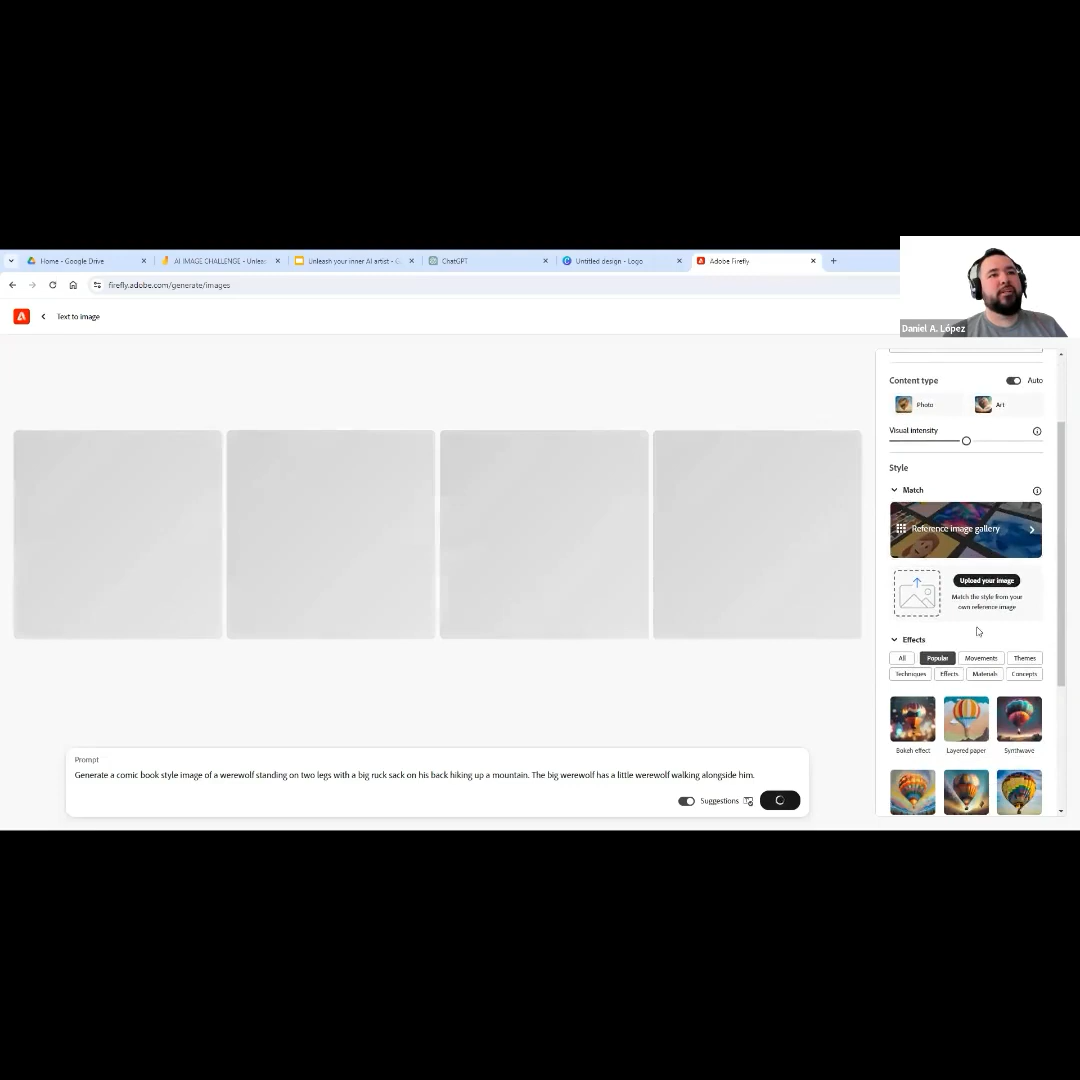 Home - Google Drive
AI IMAGE CHALLENGE - Unlea
Unleash your inner AI artist - G
ChatGPT
Untitled design - Logo
Adobe Firefly
firefly.adobe.com/generate/images
Daniel A. López
Text to image
Content type
Auto
Photo
Art
Visual intensity
Style
Match
Reference image gallery
Upload your image
Match the style from your
own reference image
Effects
All
Popular
Movements
Themes
Techniques
Effects
Materials
Concepts
Bokeh effect
Layered paper
Synthwave
Prompt
Generate a comic book style image of a werewolf standing on two legs with a big ruck sack on his back hiking up a mountain. The big werewolf has a little werewolf walking alongside him.
Suggestions